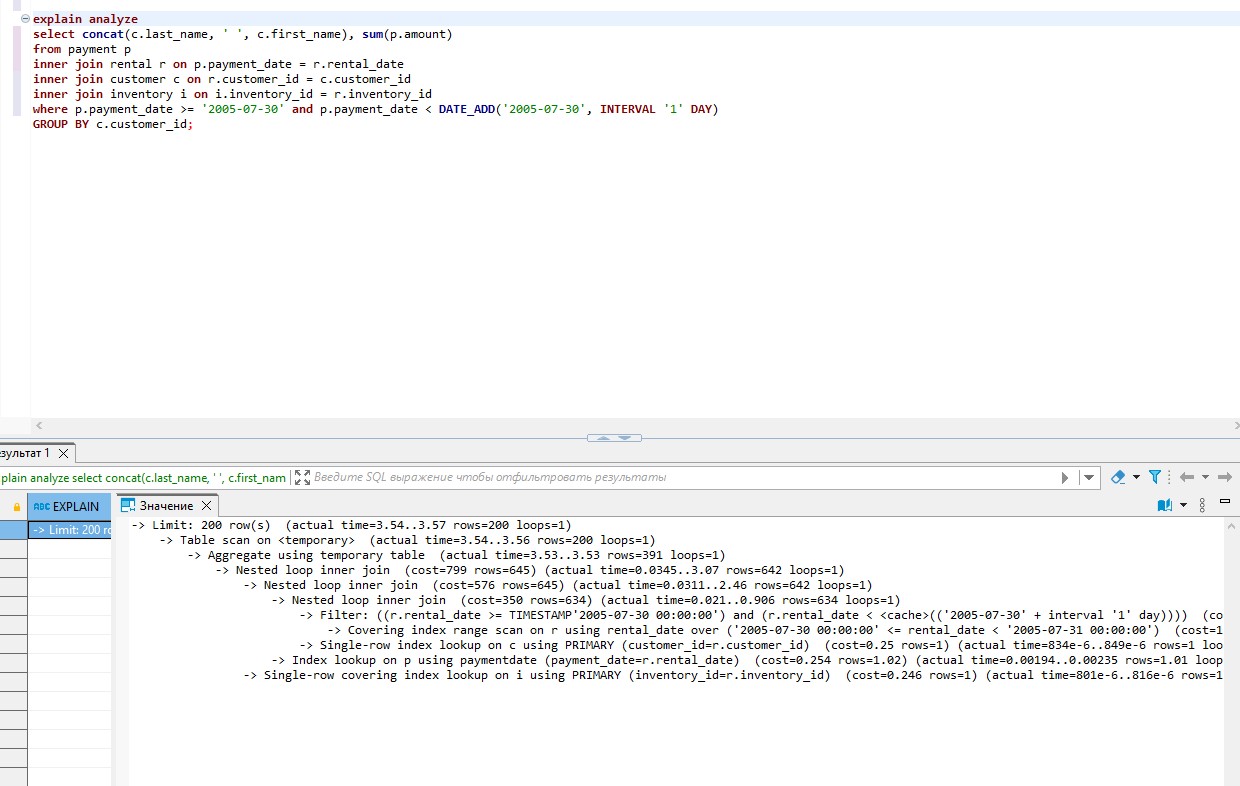 explain analyze
select concat(c.last_name, ' ', c.first_name), sum(p.amount)
from payment p
inner join rental r on p.payment_date = r.rental_date
inner join customer c on r.customer_id = c.customer_id
inner join inventory i on i.inventory_id = r.inventory_id
where p.payment_date >= '2005-07-30' and p.payment_date < DATE_ADD('2005-07-30', INTERVAL '1' DAY)
GROUP BY c.customer_id;
зультат 1
plain analyze select concat(c.last_name, ' ', c.first_nam
Введите SQL выражение чтобы отфильтровать результаты
ABC EXPLAIN
Значение
-> Limit: 200 ro
-> Limit: 200 row(s)  (actual time=3.54..3.57 rows=200 loops=1)
-> Table scan on <temporary>  (actual time=3.54..3.56 rows=200 loops=1)
-> Aggregate using temporary table  (actual time=3.53..3.53 rows=391 loops=1)
-> Nested loop inner join  (cost=799 rows=645) (actual time=0.0345..3.07 rows=642 loops=1)
-> Nested loop inner join  (cost=576 rows=645) (actual time=0.0311..2.46 rows=642 loops=1)
-> Nested loop inner join  (cost=350 rows=634) (actual time=0.021..0.906 rows=634 loops=1)
-> Filter: ((r.rental_date >= TIMESTAMP'2005-07-30 00:00:00') and (r.rental_date < <cache>(('2005-07-30' + interval '1' day))))  (co
-> Covering index range scan on r using rental_date over ('2005-07-30 00:00:00' <= rental_date < '2005-07-31 00:00:00')  (cost=1
-> Single-row index lookup on c using PRIMARY (customer_id=r.customer_id)  (cost=0.25 rows=1) (actual time=834e-6..849e-6 rows=1 loo
-> Index lookup on p using paymentdate (payment_date=r.rental_date)  (cost=0.254 rows=1.02) (actual time=0.00194..0.00235 rows=1.01 loop
-> Single-row covering index lookup on i using PRIMARY (inventory_id=r.inventory_id)  (cost=0.246 rows=1) (actual time=801e-6..816e-6 rows=1